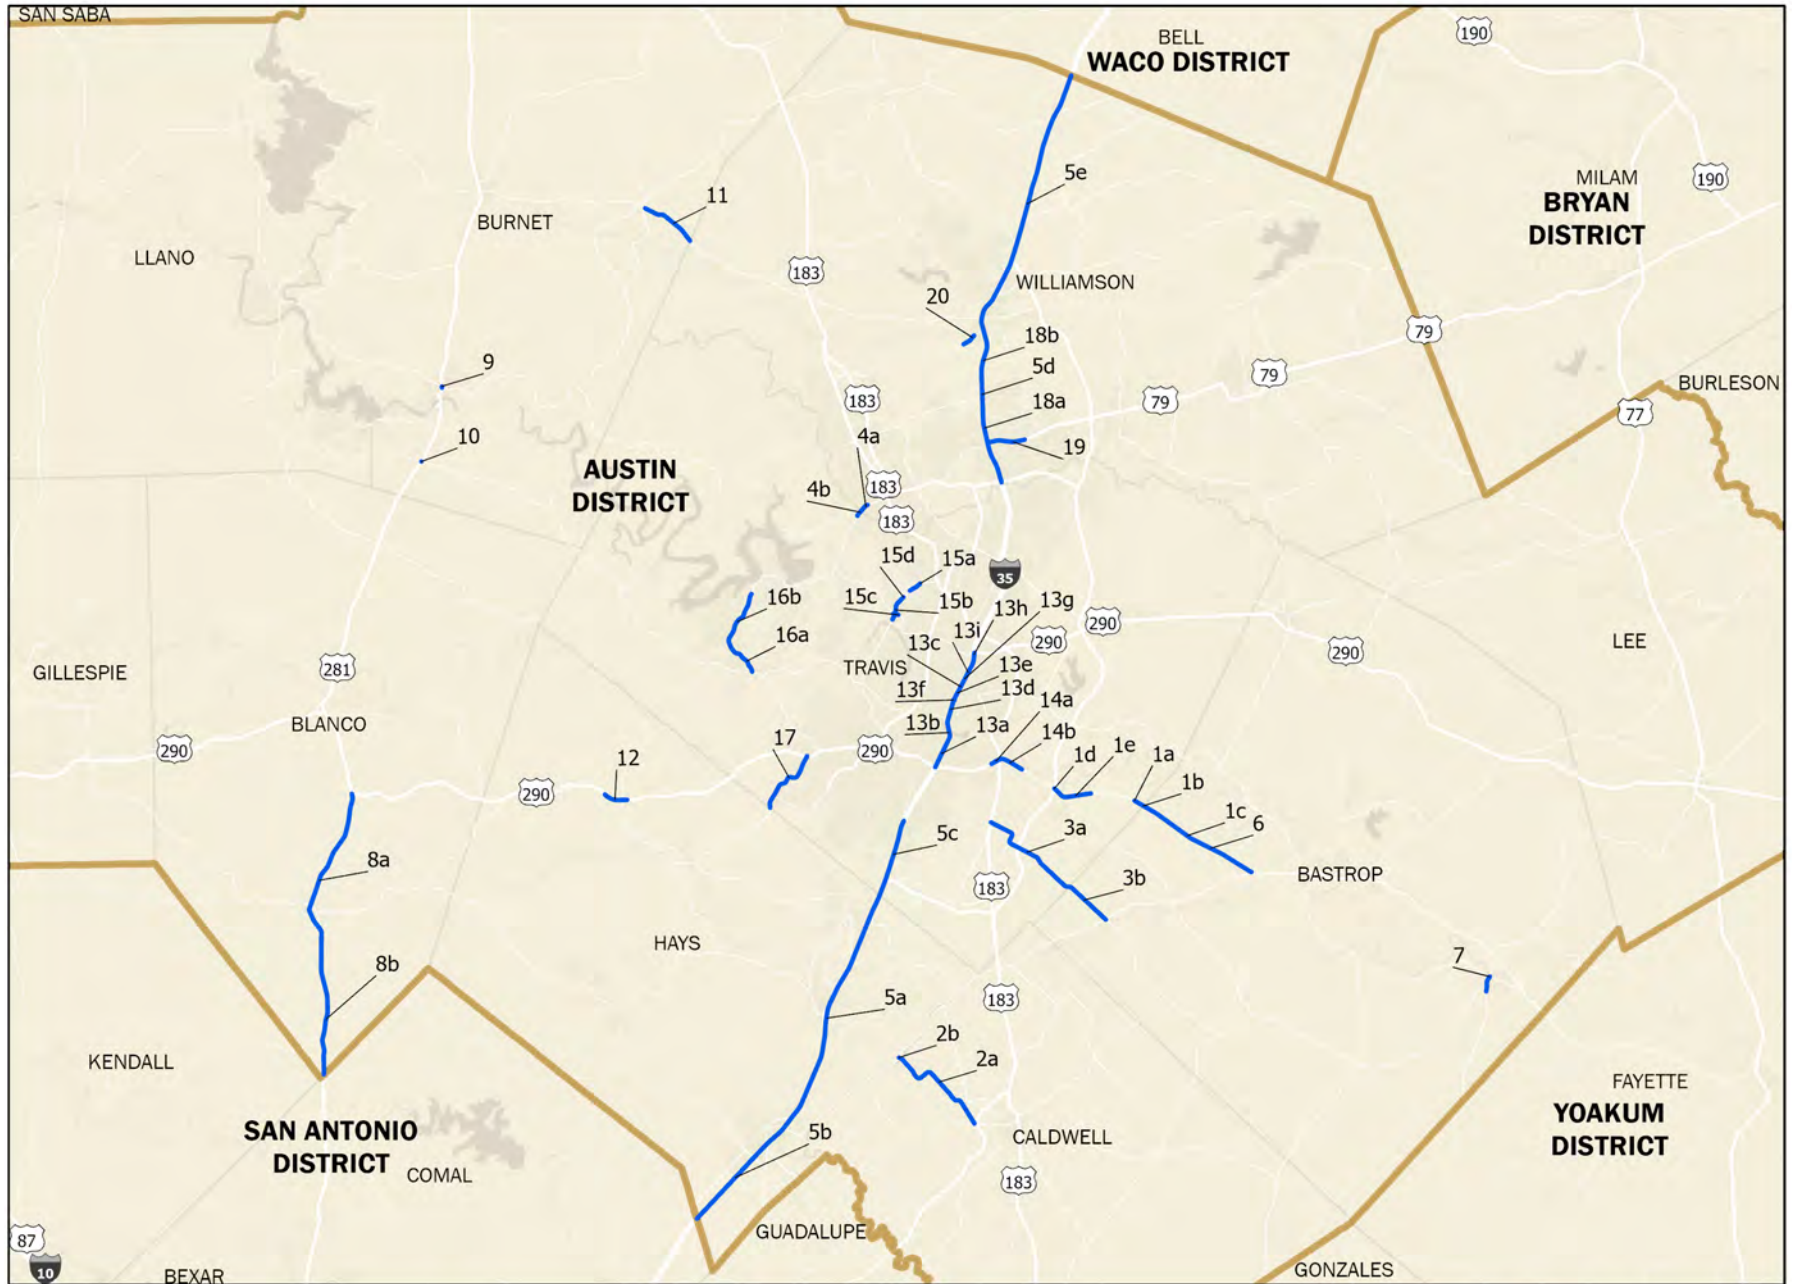 SAN SABA
BELL
WACO DISTRICT
190
5e
MILAM
190
BRYAN
DISTRICT
11
BURNET
LLANO
183
WILLIAMSON
20
18b
79
9
5d
79
BURLESON
183
79
18a
77
4a
10
19
AUSTIN
DISTRICT
183
4b
183
15d
15a
35
16b
15c
15b
13h
13g
290
16a
13i
13c
290
LEE
290
TRAVIS
GILLESPIE
281
13e
13f
13d
14a
BLANCO
13b
13a
14b
17
290
290
1d
1e
1a
12
1b
290
1c
6
5c
3a
8a
BASTROP
3b
183
HAYS
7
8b
5a
183
2b
KENDALL
2a
FAYETTE
YOAKUM
DISTRICT
SAN ANTONIO
DISTRICT
5b
CALDWELL
COMAL
183
GUADALUPE
87
10
BEXAR
GONZALES